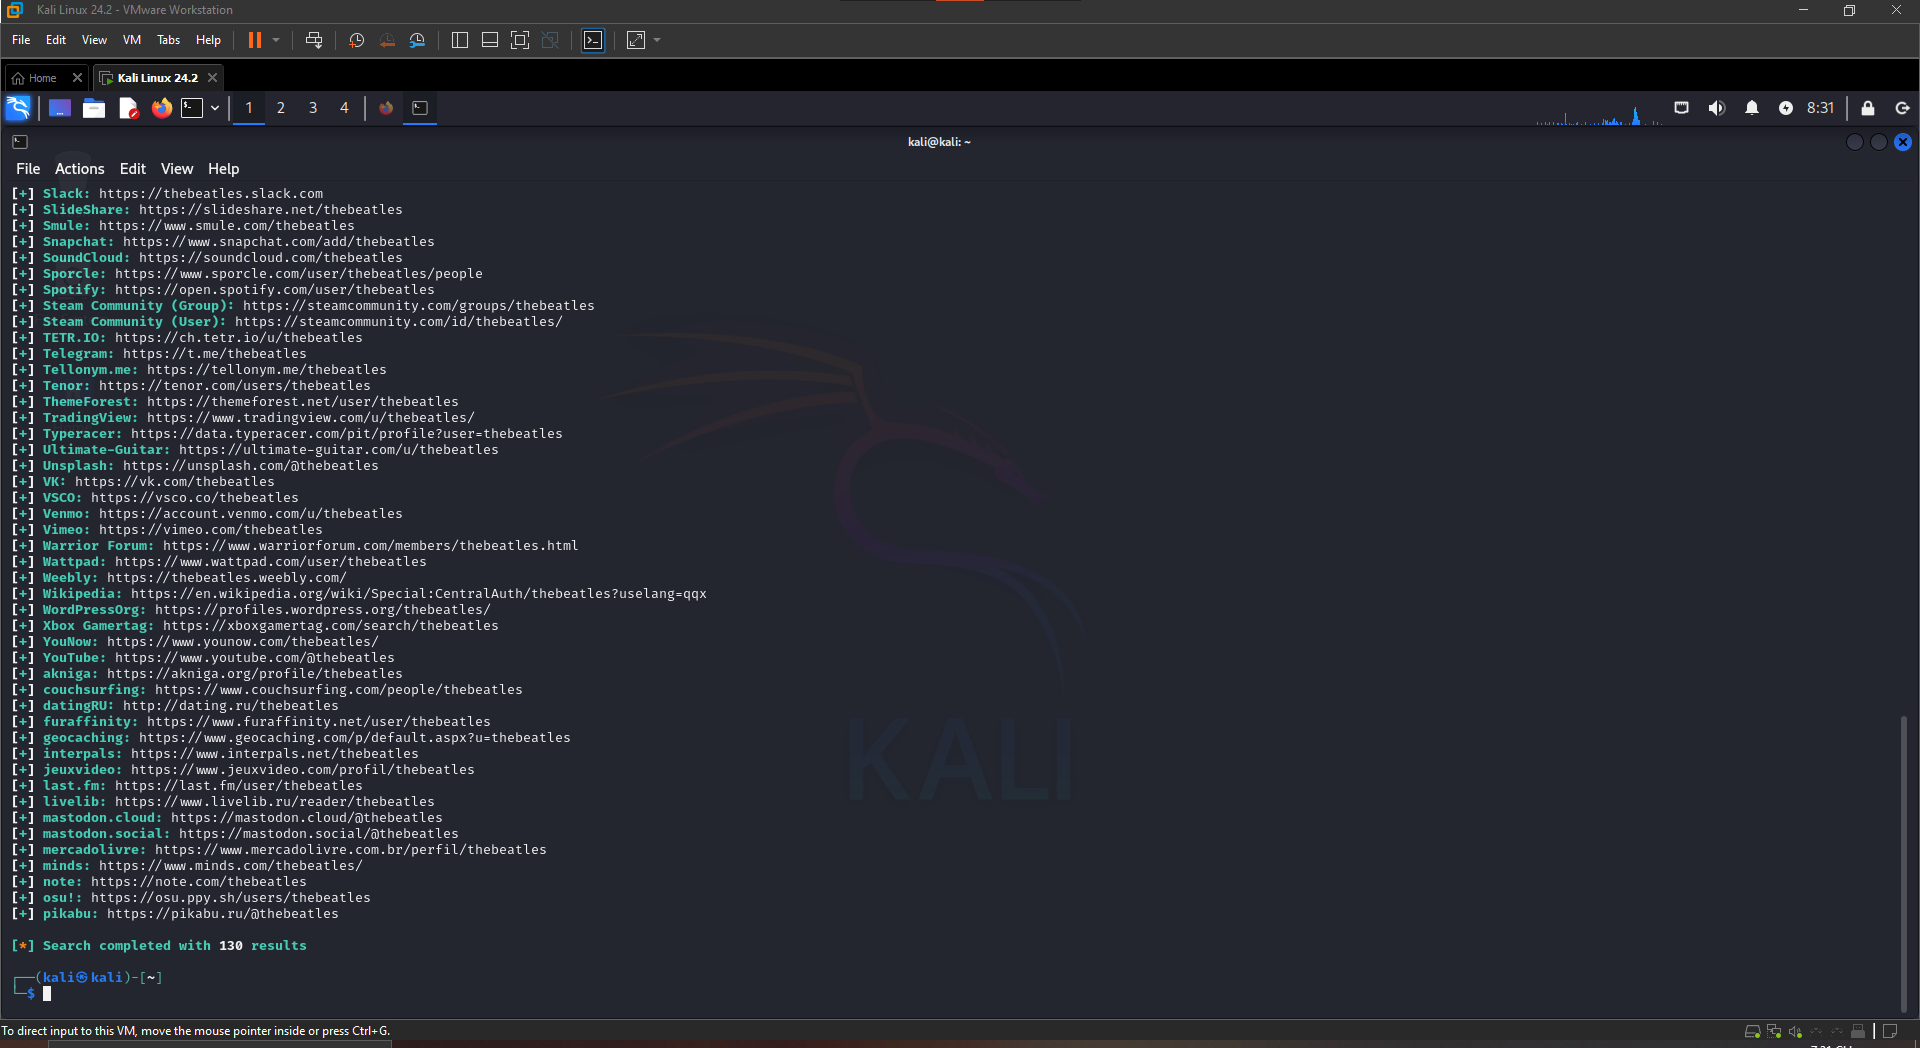 Kali Linux 24.2 - VMware Workstation
File Edit View VM Tabs Help
Home Kali Linux 24.2
1 2 3 4 8:31
kali@kali: ~
File Actions Edit View Help
[+] Slack: https://thebeatles.slack.com
[+] SlideShare: https://slideshare.net/thebeatles
[+] Smule: https://www.smule.com/thebeatles
[+] Snapchat: https://www.snapchat.com/add/thebeatles
[+] SoundCloud: https://soundcloud.com/thebeatles
[+] Sporcle: https://www.sporcle.com/user/thebeatles/people
[+] Spotify: https://open.spotify.com/user/thebeatles
[+] Steam Community (Group): https://steamcommunity.com/groups/thebeatles
[+] Steam Community (User): https://steamcommunity.com/id/thebeatles/
[+] TETR.IO: https://ch.tetr.io/u/thebeatles
[+] Telegram: https://t.me/thebeatles
[+] Tellonym.me: https://tellonym.me/thebeatles
[+] Tenor: https://tenor.com/users/thebeatles
[+] ThemeForest: https://themeforest.net/user/thebeatles
[+] TradingView: https://www.tradingview.com/u/thebeatles/
[+] Typeracer: https://data.typeracer.com/pit/profile?user=thebeatles
[+] Ultimate-Guitar: https://ultimate-guitar.com/u/thebeatles
[+] Unsplash: https://unsplash.com/@thebeatles
[+] VK: https://vk.com/thebeatles
[+] VSCO: https://vsco.co/thebeatles
[+] Venmo: https://account.venmo.com/u/thebeatles
[+] Vimeo: https://vimeo.com/thebeatles
[+] Warrior Forum: https://www.warriorforum.com/members/thebeatles.html
[+] Wattpad: https://www.wattpad.com/user/thebeatles
[+] Weebly: https://thebeatles.weebly.com/
[+] Wikipedia: https://en.wikipedia.org/wiki/Special:CentralAuth/thebeatles?uselang=qqx
[+] WordPressOrg: https://profiles.wordpress.org/thebeatles/
[+] Xbox Gamertag: https://xboxgamertag.com/search/thebeatles
[+] YouNow: https://www.younow.com/thebeatles/
[+] YouTube: https://www.youtube.com/@thebeatles
[+] akniga: https://akniga.org/profile/thebeatles
[+] couchsurfing: https://www.couchsurfing.com/people/thebeatles
[+] datingRU: http://dating.ru/thebeatles
[+] furaffinity: https://www.furaffinity.net/user/thebeatles
[+] geocaching: https://www.geocaching.com/p/default.aspx?u=thebeatles
[+] interpals: https://www.interpals.net/thebeatles
[+] jeuxvideo: https://www.jeuxvideo.com/profil/thebeatles
[+] last.fm: https://last.fm/user/thebeatles
[+] livelib: https://www.livelib.ru/reader/thebeatles
[+] mastodon.cloud: https://mastodon.cloud/@thebeatles
[+] mastodon.social: https://mastodon.social/@thebeatles
[+] mercadolivre: https://www.mercadolivre.com.br/perfil/thebeatles
[+] minds: https://www.minds.com/thebeatles/
[+] note: https://note.com/thebeatles
[+] osu!: https://osu.ppy.sh/users/thebeatles
[+] pikabu: https://pikabu.ru/@thebeatles
KALI
[*] Search completed with 130 results
┌──(kali㉿kali)-[~]
└─$
To direct input to this VM, move the mouse pointer inside or press Ctrl+G.